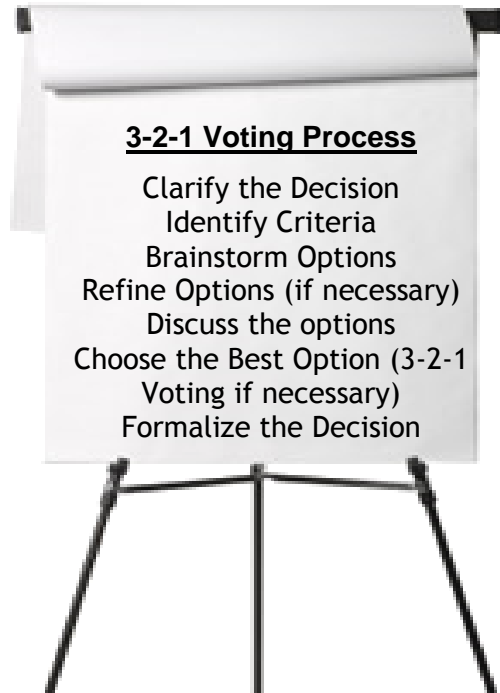 3-2-1 Voting Process
Clarify the Decision
Identify Criteria
Brainstorm Options
Refine Options (if necessary)
Discuss the options
Choose the Best Option (3-2-1
Voting if necessary)
Formalize the Decision